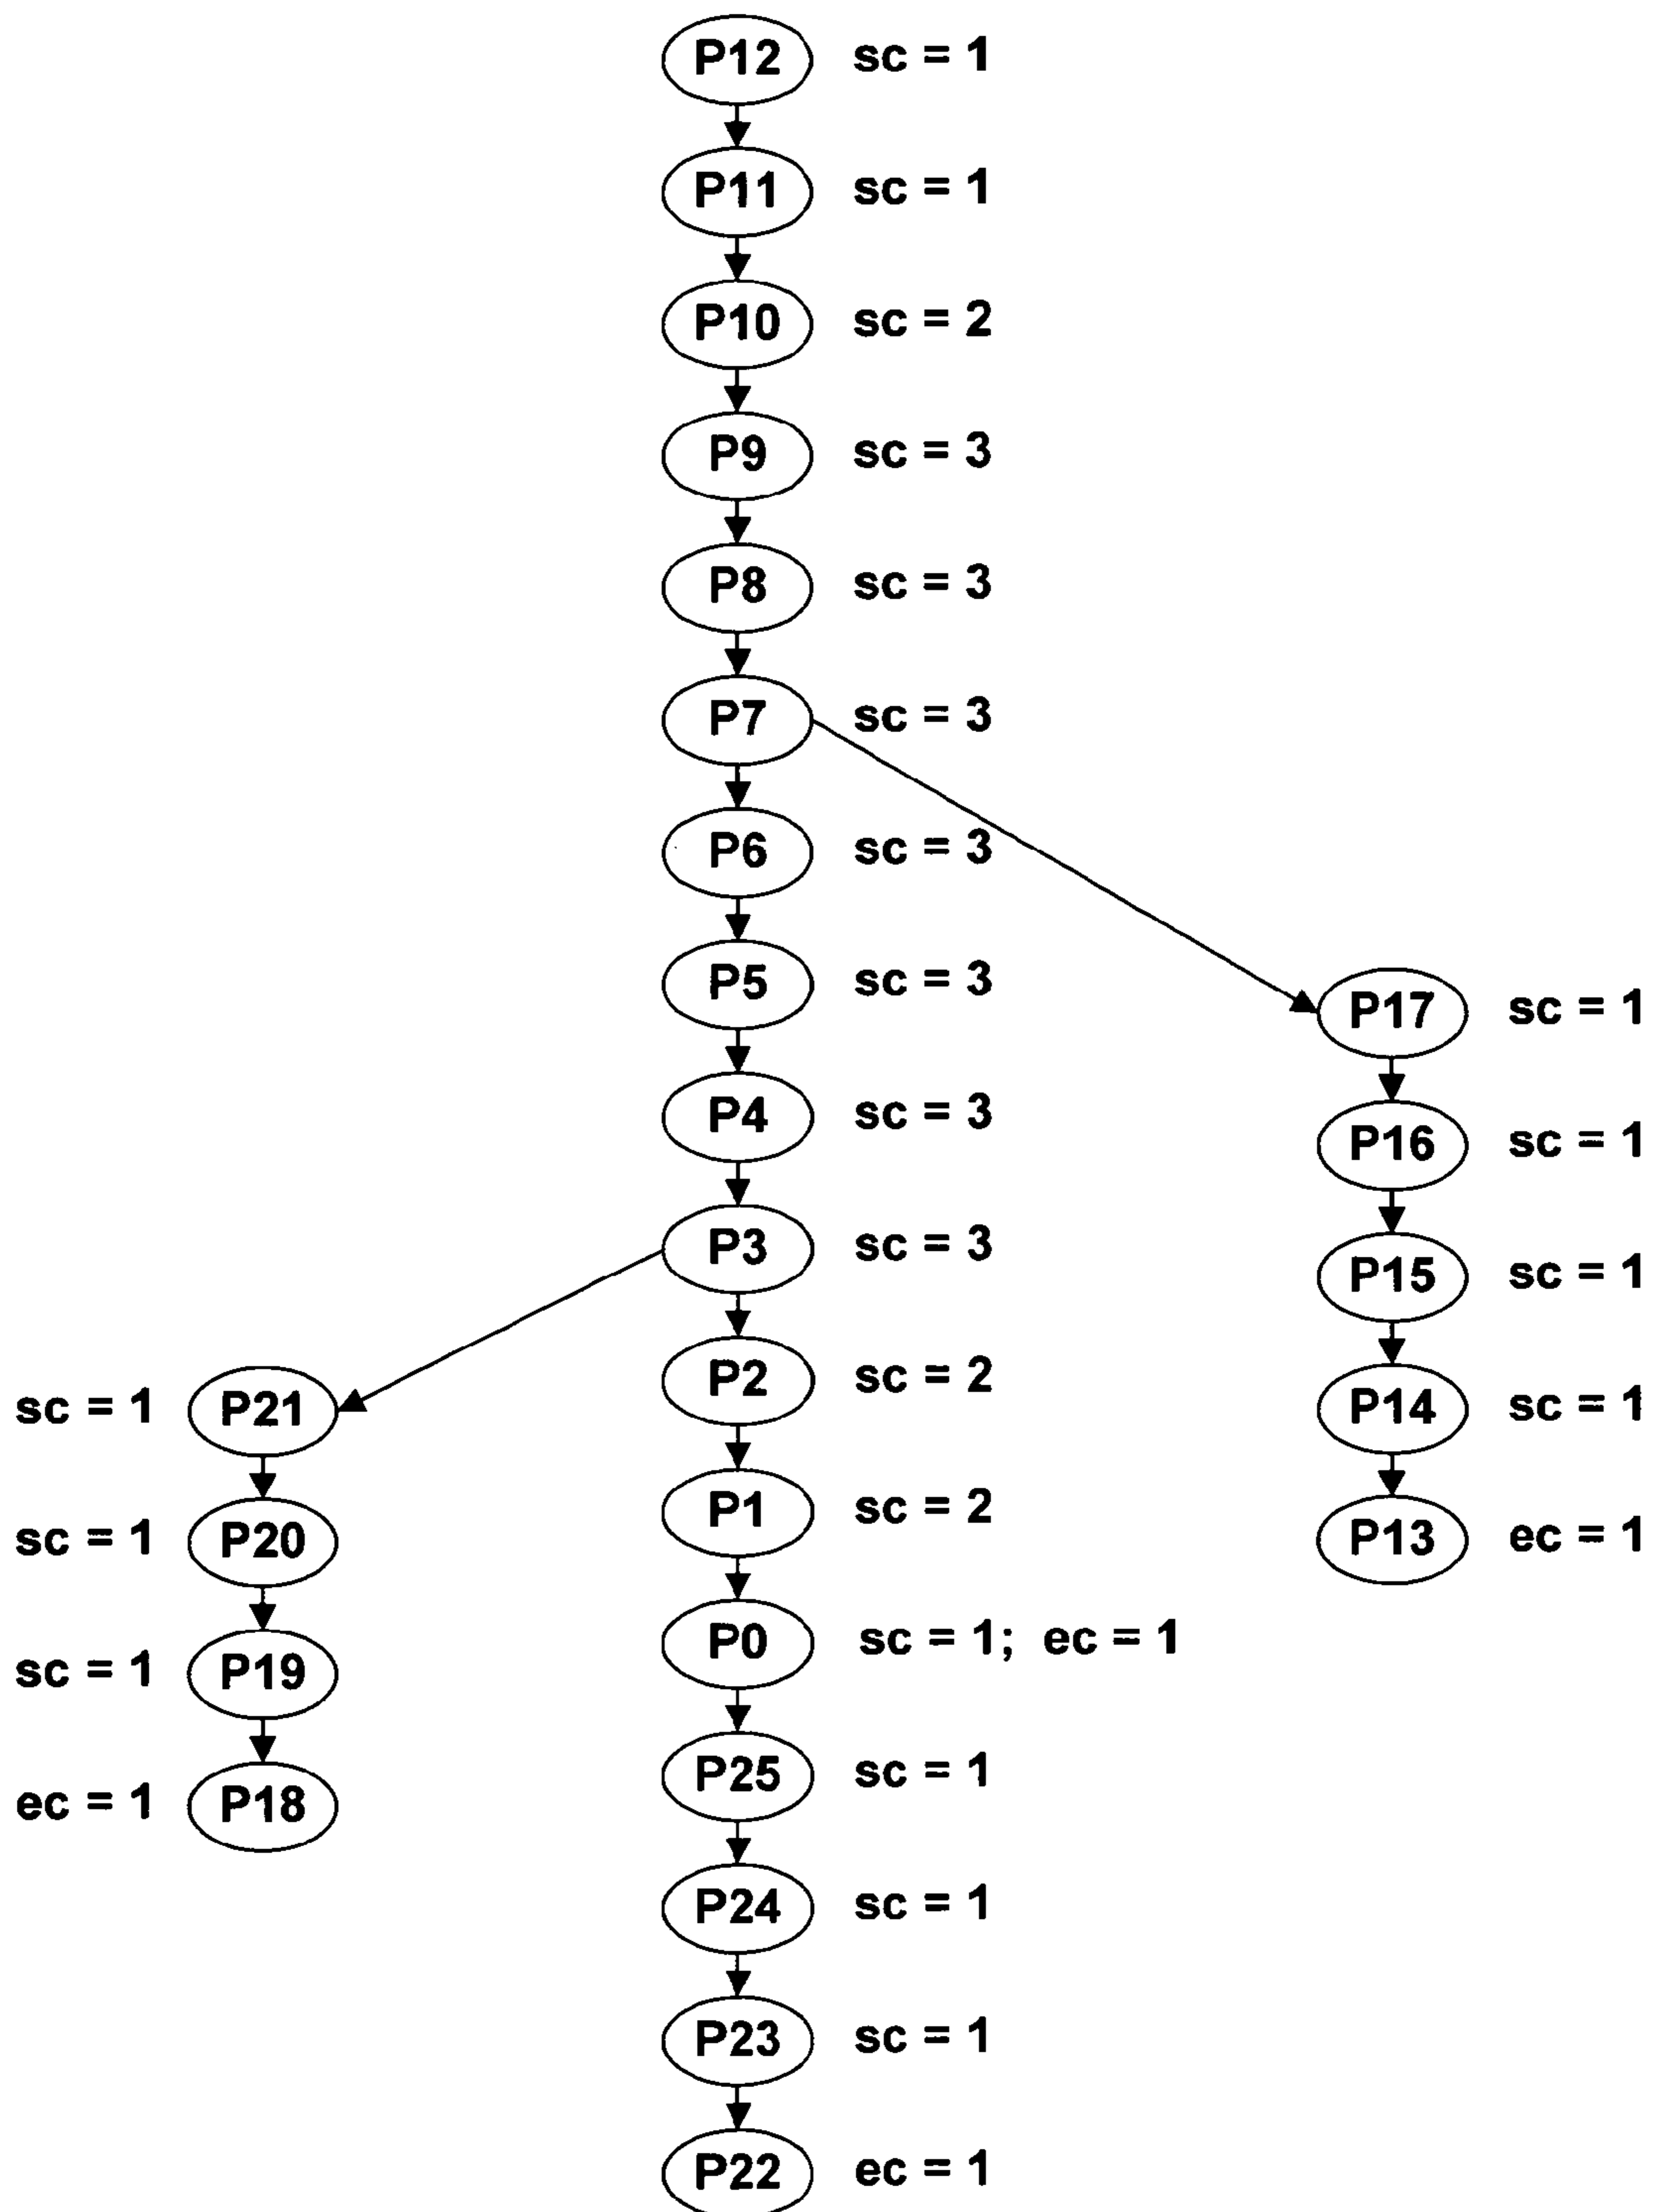 P12 sc = 1
P11 sc = 1
P10 sc = 2
P9 sc = 3
P8 sc = 3
P7 sc = 3
P6 sc = 3
P5 sc = 3
P17 sc = 1
P4 sc = 3
P16 sc = 1
P3 sc = 3
P15 sc = 1
P2 sc = 2
sc = 1 P21
P14 sc = 1
P1 sc = 2
sc = 1 P20
P13 ec = 1
P0 sc = 1; ec = 1
sc = 1 P19
P25 sc = 1
ec = 1 P18
P24 sc = 1
P23 sc = 1
P22 ec = 1